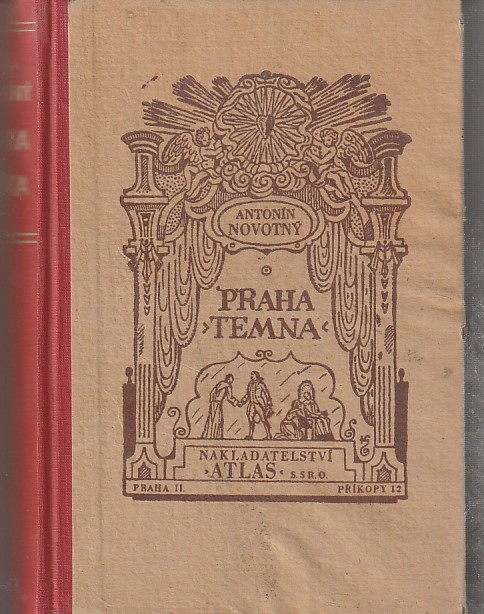 ANTONÍN
NOVOTNÝ
PRAHA
›TEMNA‹
NAKLADATELSTVÍ
›ATLAS‹ S. S R. O.
PRAHA II. PŘÍKOPY 12